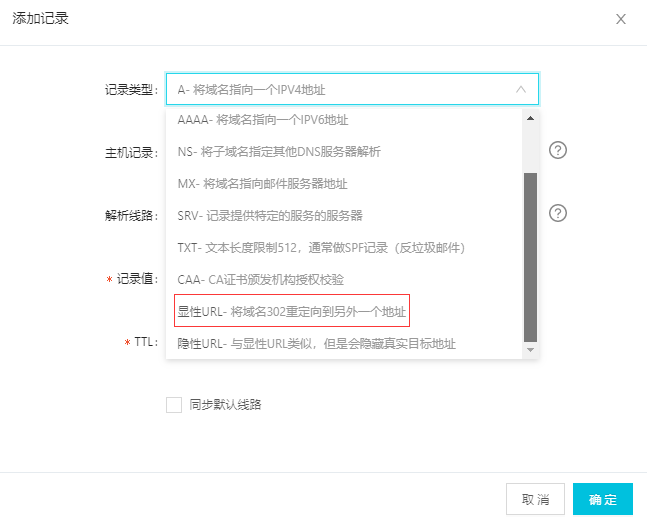 添加记录
X
记录类型:
A- 将域名指向一个IPV4地址
AAAA- 将域名指向一个IPV6地址
主机记录:
NS- 将子域名指定其他DNS服务器解析
?
MX- 将域名指向邮件服务器地址
解析线路:
SRV- 记录提供特定的服务的服务器
?
TXT- 文本长度限制512，通常做SPF记录（反垃圾邮件）
* 记录值:
CAA- CA证书颁发机构授权校验
显性URL- 将域名302重定向到另外一个地址
* TTL:
隐性URL- 与显性URL类似，但是会隐藏真实目标地址
同步默认线路
取 消
确 定